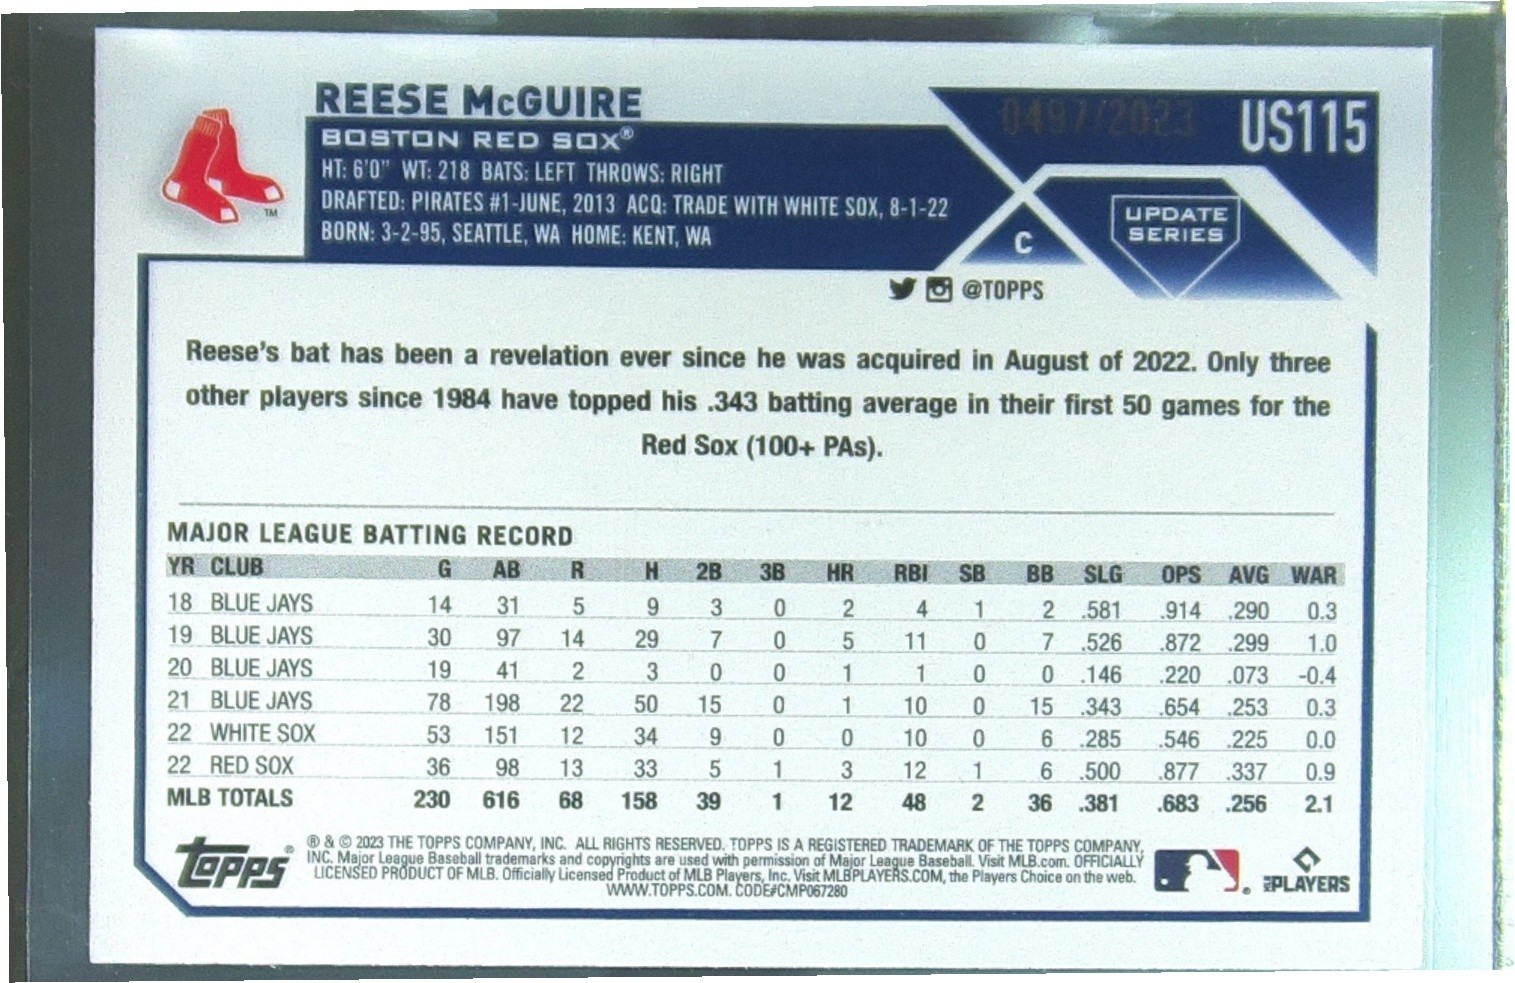 REESE McGUIRE
0497/2023
US115
BOSTON RED SOX®
HT: 6'0" WT: 218 BATS: LEFT THROWS: RIGHT
DRAFTED: PIRATES #1-JUNE, 2013 ACQ: TRADE WITH WHITE SOX, 8-1-22
BORN: 3-2-95, SEATTLE, WA HOME: KENT, WA
TM
C
UPDATE
SERIES
@TOPPS
Reese's bat has been a revelation ever since he was acquired in August of 2022. Only three
other players since 1984 have topped his .343 batting average in their first 50 games for the
Red Sox (100+ PAs).
MAJOR LEAGUE BATTING RECORD
YR CLUB G AB R H 2B 3B HR RBI SB BB SLG OPS AVG WAR
18 BLUE JAYS 14 31 5 9 3 0 2 4 1 2 .581 .914 .290 0.3
19 BLUE JAYS 30 97 14 29 7 0 5 11 0 7 .526 .872 .299 1.0
20 BLUE JAYS 19 41 2 3 0 0 1 1 0 0 .146 .220 .073 -0.4
21 BLUE JAYS 78 198 22 50 15 0 1 10 0 15 .343 .654 .253 0.3
22 WHITE SOX 53 151 12 34 9 0 0 10 0 6 .285 .546 .225 0.0
22 RED SOX 36 98 13 33 5 1 3 12 1 6 .500 .877 .337 0.9
MLB TOTALS 230 616 68 158 39 1 12 48 2 36 .381 .683 .256 2.1
topps®
® & © 2023 THE TOPPS COMPANY, INC. ALL RIGHTS RESERVED. TOPPS IS A REGISTERED TRADEMARK OF THE TOPPS COMPANY,
INC. Major League Baseball trademarks and copyrights are used with permission of Major League Baseball. Visit MLB.com. OFFICIALLY
LICENSED PRODUCT OF MLB. Officially Licensed Product of MLB Players, Inc. Visit MLBPLAYERS.COM, the Players Choice on the web.
WWW.TOPPS.COM. CODE#CMP067280
®
MLB PLAYERS